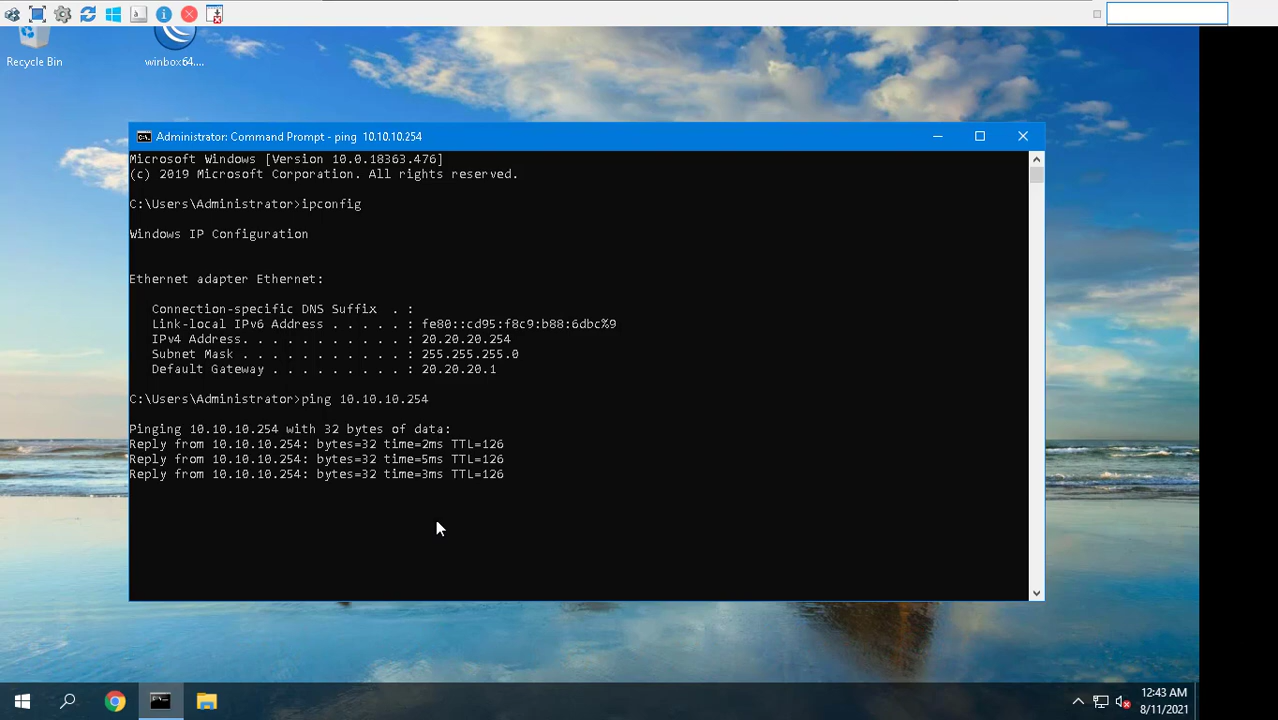 Recycle Bin
winbox64....
Administrator: Command Prompt - ping  10.10.10.254
Microsoft Windows [Version 10.0.18363.476]
(c) 2019 Microsoft Corporation. All rights reserved.
C:\Users\Administrator>ipconfig
Windows IP Configuration
Ethernet adapter Ethernet:
Connection-specific DNS Suffix  . :
Link-local IPv6 Address . . . . . : fe80::cd95:f8c9:b88:6dbc%9
IPv4 Address. . . . . . . . . . . : 20.20.20.254
Subnet Mask . . . . . . . . . . . : 255.255.255.0
Default Gateway . . . . . . . . . : 20.20.20.1
C:\Users\Administrator>ping 10.10.10.254
Pinging 10.10.10.254 with 32 bytes of data:
Reply from 10.10.10.254: bytes=32 time=2ms TTL=126
Reply from 10.10.10.254: bytes=32 time=5ms TTL=126
Reply from 10.10.10.254: bytes=32 time=3ms TTL=126
12:43 AM
8/11/2021